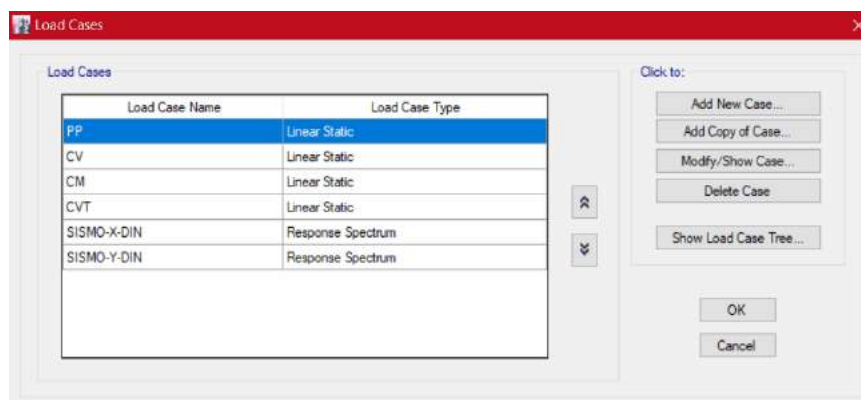 Load Cases
Load Cases
Click to:
Load Case Name Load Case Type
PP Linear Static
CV Linear Static
CM Linear Static
CVT Linear Static
SISMO-X-DIN Response Spectrum
SISMO-Y-DIN Response Spectrum
Add New Case...
Add Copy of Case...
Modify/Show Case...
Delete Case
Show Load Case Tree...
OK
Cancel